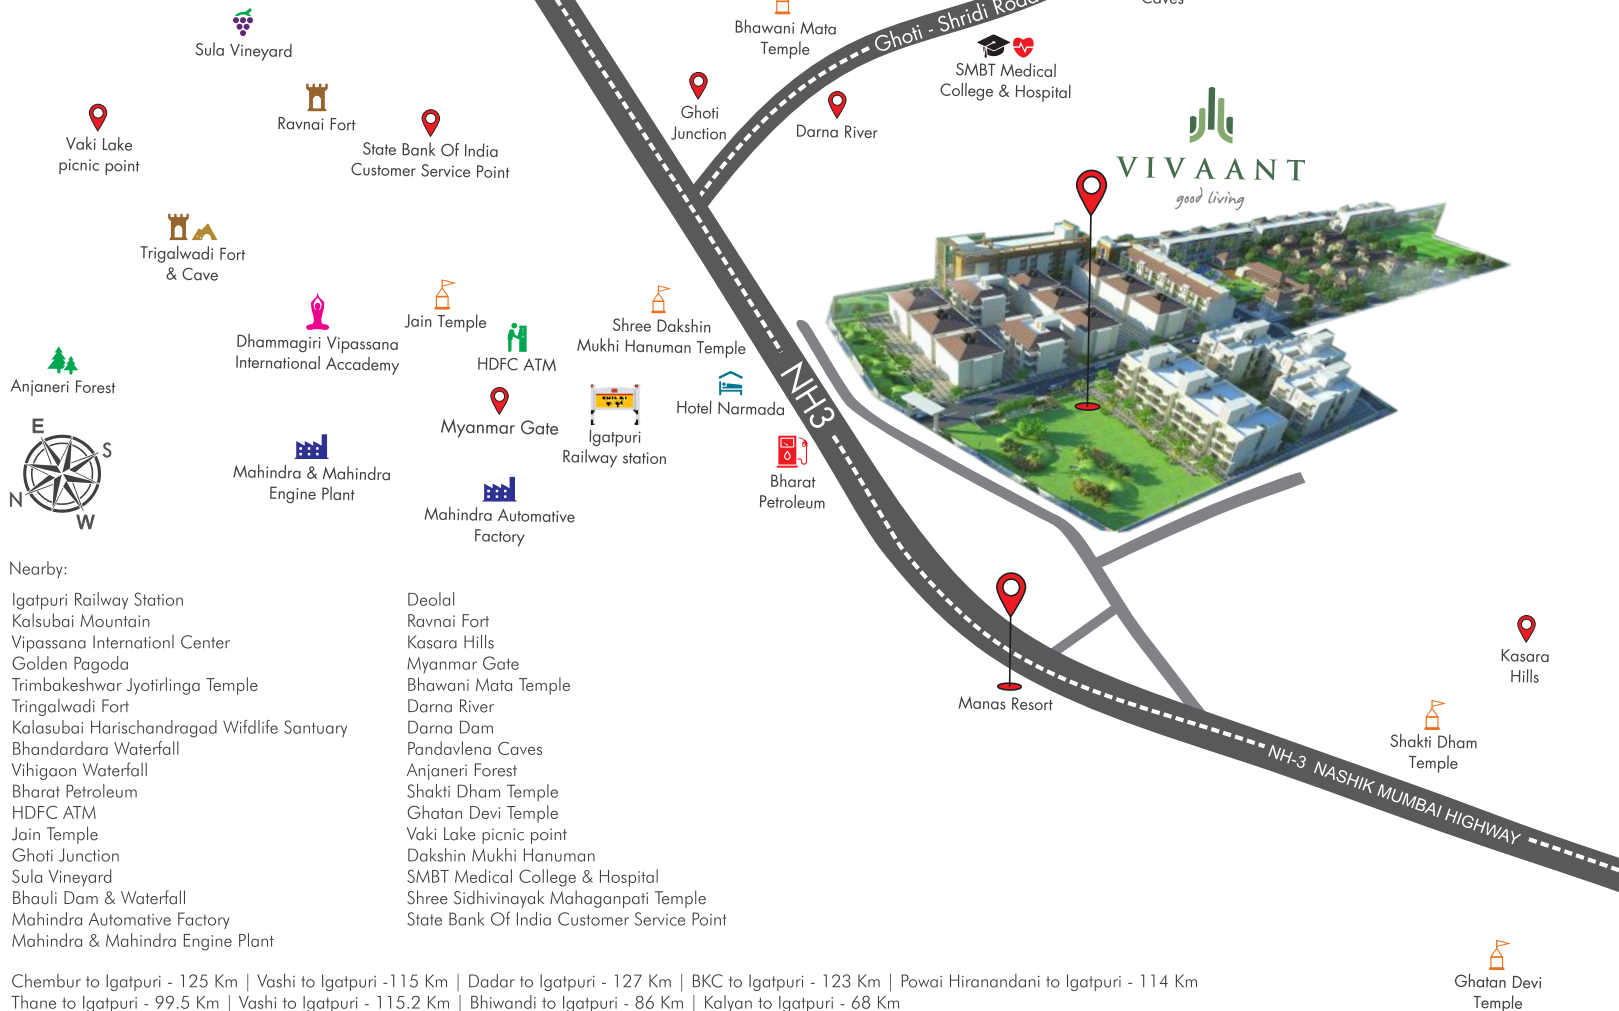 Caves
Bhawani Mata
Temple
Ghoti - Shridi Road
Sula Vineyard
SMBT Medical
College & Hospital
Ghoti
Junction
Darna River
Ravnai Fort
Vaki Lake
picnic point
State Bank Of India
Customer Service Point
VIVAANT
good living
Trigalwadi Fort
& Cave
Jain Temple
Shree Dakshin
Mukhi Hanuman Temple
Dhammagiri Vipassana
International Accademy
HDFC ATM
Anjaneri Forest
Hotel Narmada
NH3
Myanmar Gate
Igatpuri
Railway station
E
S
N
W
Mahindra & Mahindra
Engine Plant
Bharat
Petroleum
Mahindra Automative
Factory
Manas Resort
Kasara
Hills
Shakti Dham
Temple
NH-3 NASHIK MUMBAI HIGHWAY
Ghatan Devi
Temple
Nearby:
Igatpuri Railway Station
Kalsubai Mountain
Vipassana Internationl Center
Golden Pagoda
Trimbakeshwar Jyotirlinga Temple
Tringalwadi Fort
Kalasubai Harischandragad Wifdlife Santuary
Bhandardara Waterfall
Vihigaon Waterfall
Bharat Petroleum
HDFC ATM
Jain Temple
Ghoti Junction
Sula Vineyard
Bhauli Dam & Waterfall
Mahindra Automative Factory
Mahindra & Mahindra Engine Plant
Deolal
Ravnai Fort
Kasara Hills
Myanmar Gate
Bhawani Mata Temple
Darna River
Darna Dam
Pandavlena Caves
Anjaneri Forest
Shakti Dham Temple
Ghatan Devi Temple
Vaki Lake picnic point
Dakshin Mukhi Hanuman
SMBT Medical College & Hospital
Shree Sidhivinayak Mahaganpati Temple
State Bank Of India Customer Service Point
Chembur to Igatpuri - 125 Km | Vashi to Igatpuri -115 Km | Dadar to Igatpuri - 127 Km | BKC to Igatpuri - 123 Km | Powai Hiranandani to Igatpuri - 114 Km
Thane to Igatpuri - 99.5 Km | Vashi to Igatpuri - 115.2 Km | Bhiwandi to Igatpuri - 86 Km | Kalyan to Igatpuri - 68 Km